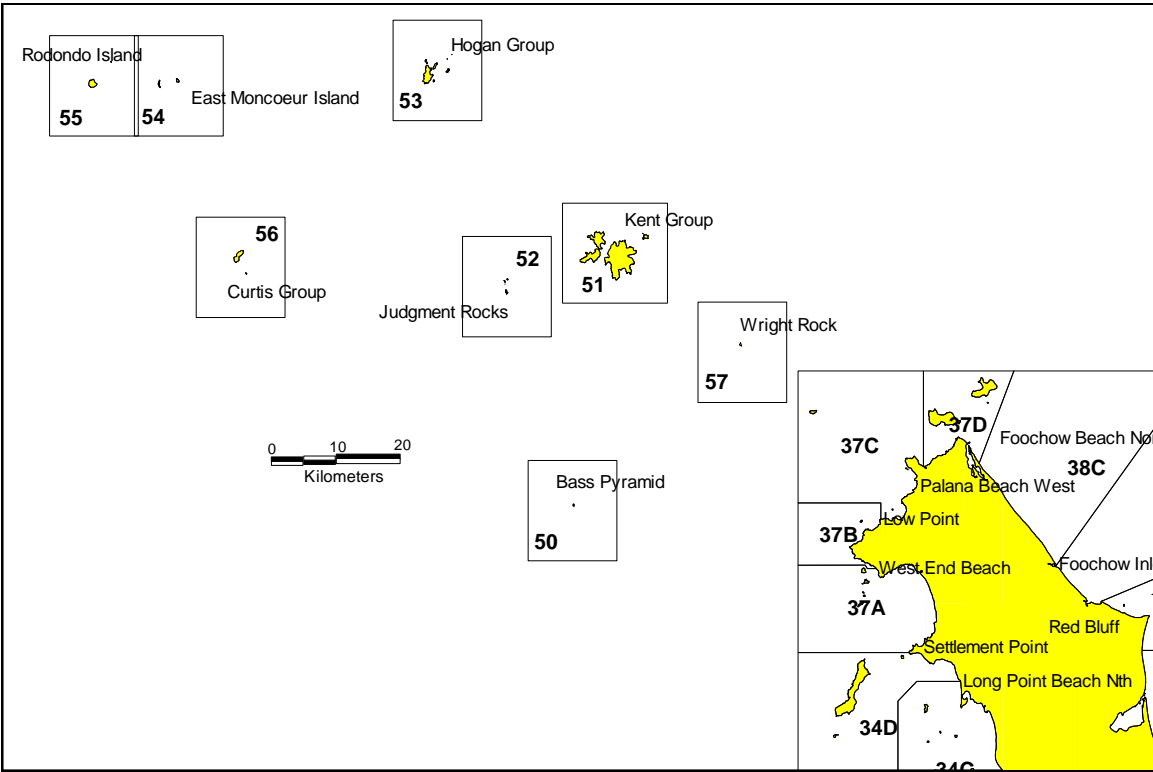 Hogan Group
Rodondo Island
East Moncoeur Island
53
55
54
Kent Group
56
52
51
Curtis Group
Judgment Rocks
Wright Rock
57
37D
Foochow Beach No
37C
38C
0 10 20
Kilometers
Bass Pyramid
Palana Beach West
Low Point
37B
50
West End Beach
Foochow Inl
37A
Red Bluff
Settlement Point
Long Point Beach Nth
34D
34C